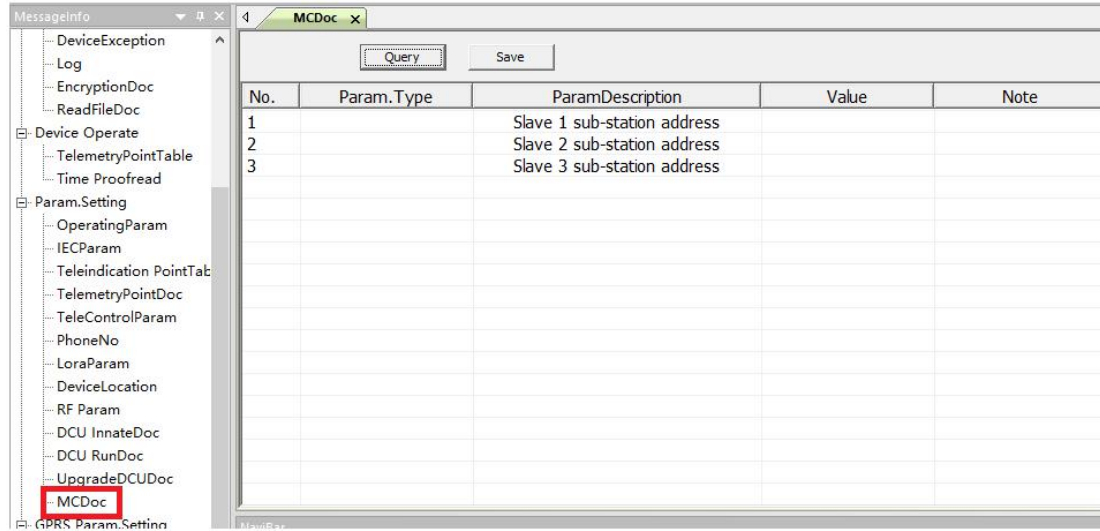 MessageInfo
DeviceException
Log
EncryptionDoc
ReadFileDoc
Device Operate
TelemetryPointTable
Time Proofread
Param.Setting
OperatingParam
IECParam
Teleindication PointTab
TelemetryPointDoc
TeleControlParam
PhoneNo
LoraParam
DeviceLocation
RF Param
DCU InnateDoc
DCU RunDoc
UpgradeDCUDoc
MCDoc
GPRS Param.Setting
MCDoc
Query Save
No. Param.Type ParamDescription Value Note
1 Slave 1 sub-station address
2 Slave 2 sub-station address
3 Slave 3 sub-station address
NaviBar